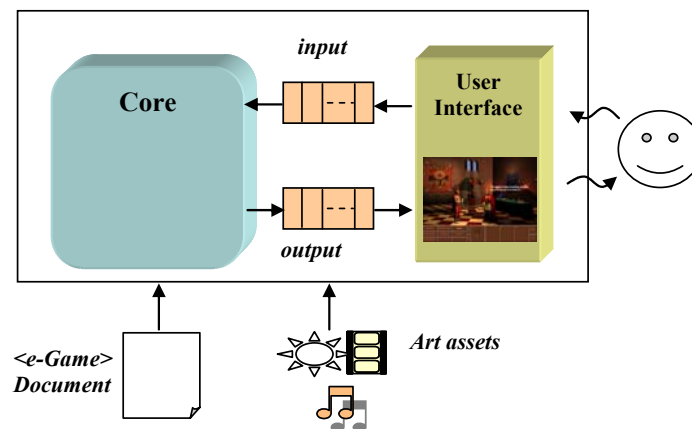 input
Core
User
Interface
output
<e-Game>
Document
Art assets